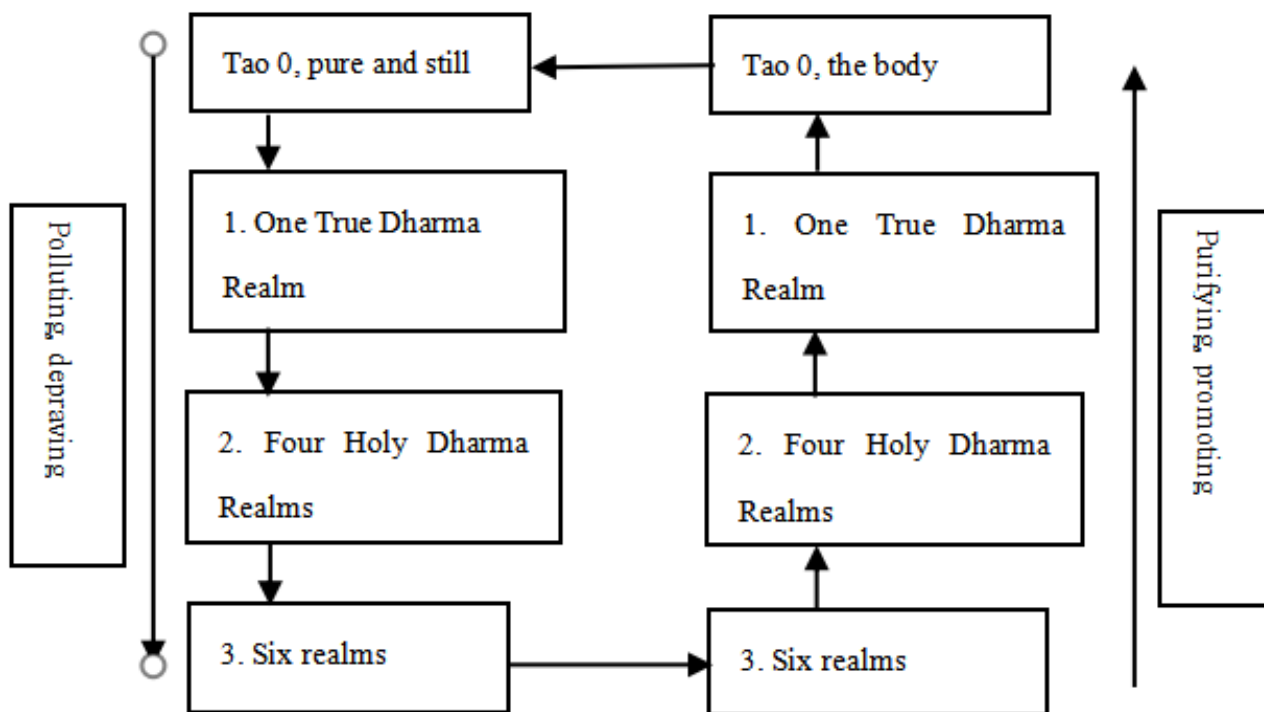 Tao 0, pure and still
Tao 0, the body
1. One True Dharma
Realm
1. One True Dharma
Realm
Polluting, depraving
Purifying, promoting
2. Four Holy Dharma
Realms
2. Four Holy Dharma
Realms
3. Six realms
3. Six realms